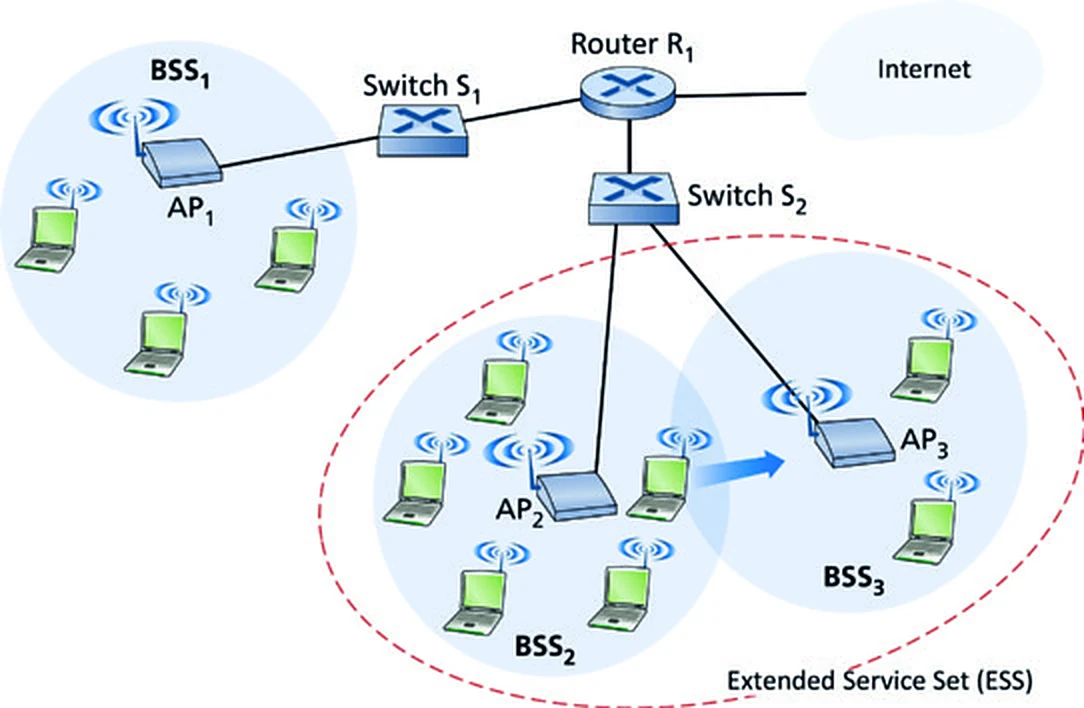 BSS₁
Router R₁
Internet
Switch S₁
AP₁
Switch S₂
AP₃
AP₂
BSS₃
BSS₂
Extended Service Set (ESS)